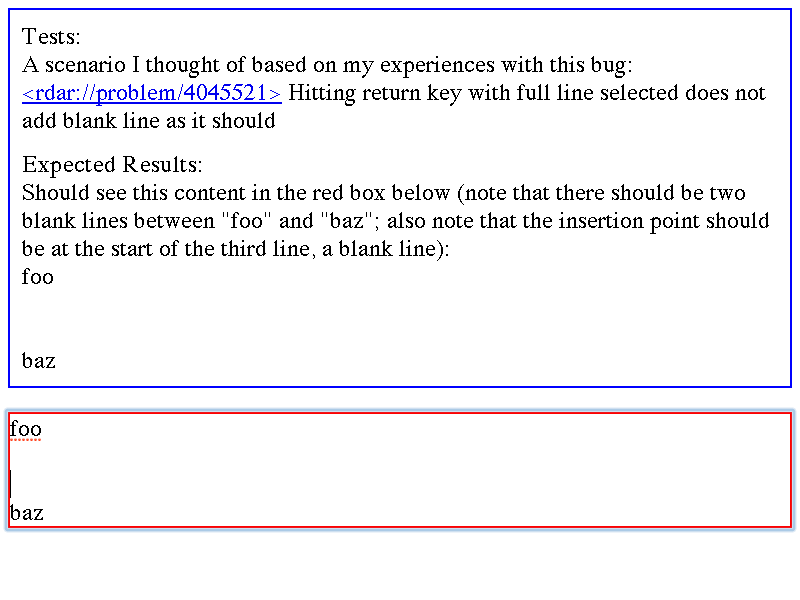 Tests:
A scenario I thought of based on my experiences with this bug:
<rdar://problem/4045521> Hitting return key with full line selected does not
add blank line as it should
Expected Results:
Should see this content in the red box below (note that there should be two
blank lines between "foo" and "baz"; also note that the insertion point should
be at the start of the third line, a blank line):
foo
baz
foo
baz